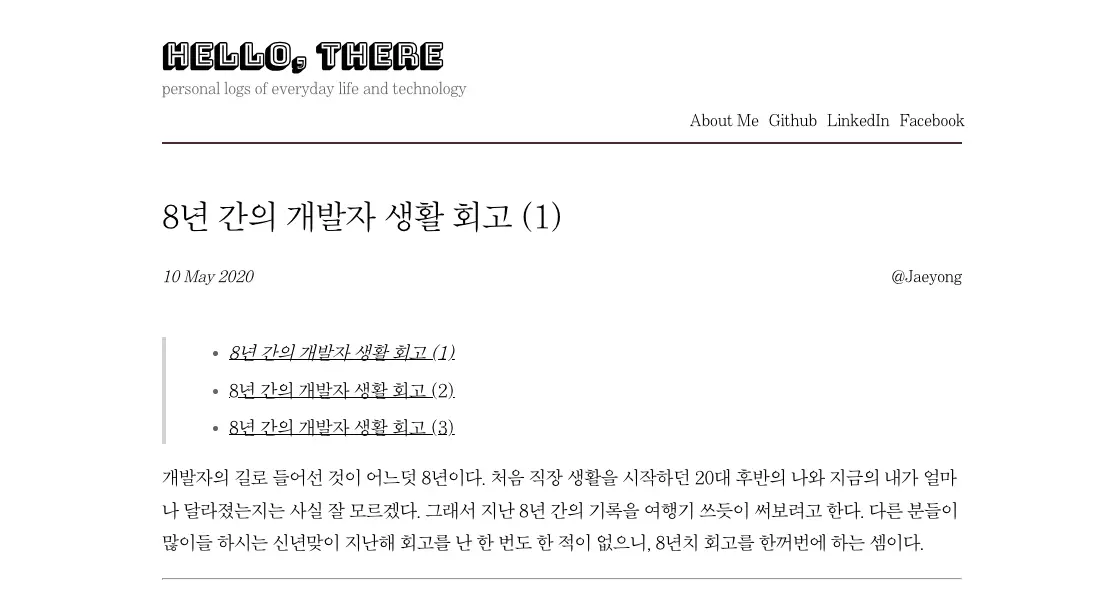 HELLO, THERE
personal logs of everyday life and technology
About Me Github LinkedIn Facebook
8년 간의 개발자 생활 회고 (1)
10 May 2020 @Jaeyong
8년 간의 개발자 생활 회고 (1)
8년 간의 개발자 생활 회고 (2)
8년 간의 개발자 생활 회고 (3)
개발자의 길로 들어선 것이 어느덧 8년이다. 처음 직장 생활을 시작하던 20대 후반의 나와 지금의 내가 얼마
나 달라졌는지는 사실 잘 모르겠다. 그래서 지난 8년 간의 기록을 여행기 쓰듯이 써보려고 한다. 다른 분들이
많이들 하시는 신년맞이 지난해 회고를 난 한 번도 한 적이 없으니, 8년치 회고를 한꺼번에 하는 셈이다.